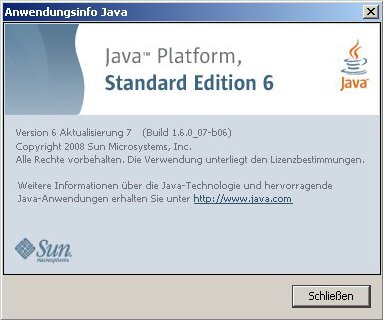 Anwendungsinfo Java
Java™ Platform,
Standard Edition 6
Java™
Version 6 Aktualisierung 7 (Build 1.6.0_07-b06)
Copyright 2008 Sun Microsystems, Inc.
Alle Rechte vorbehalten. Die Verwendung unterliegt den Lizenzbestimmungen.
Weitere Informationen über die Java-Technologie und hervorragende
Java-Anwendungen erhalten Sie unter http://www.java.com
Sun
microsystems
Schließen